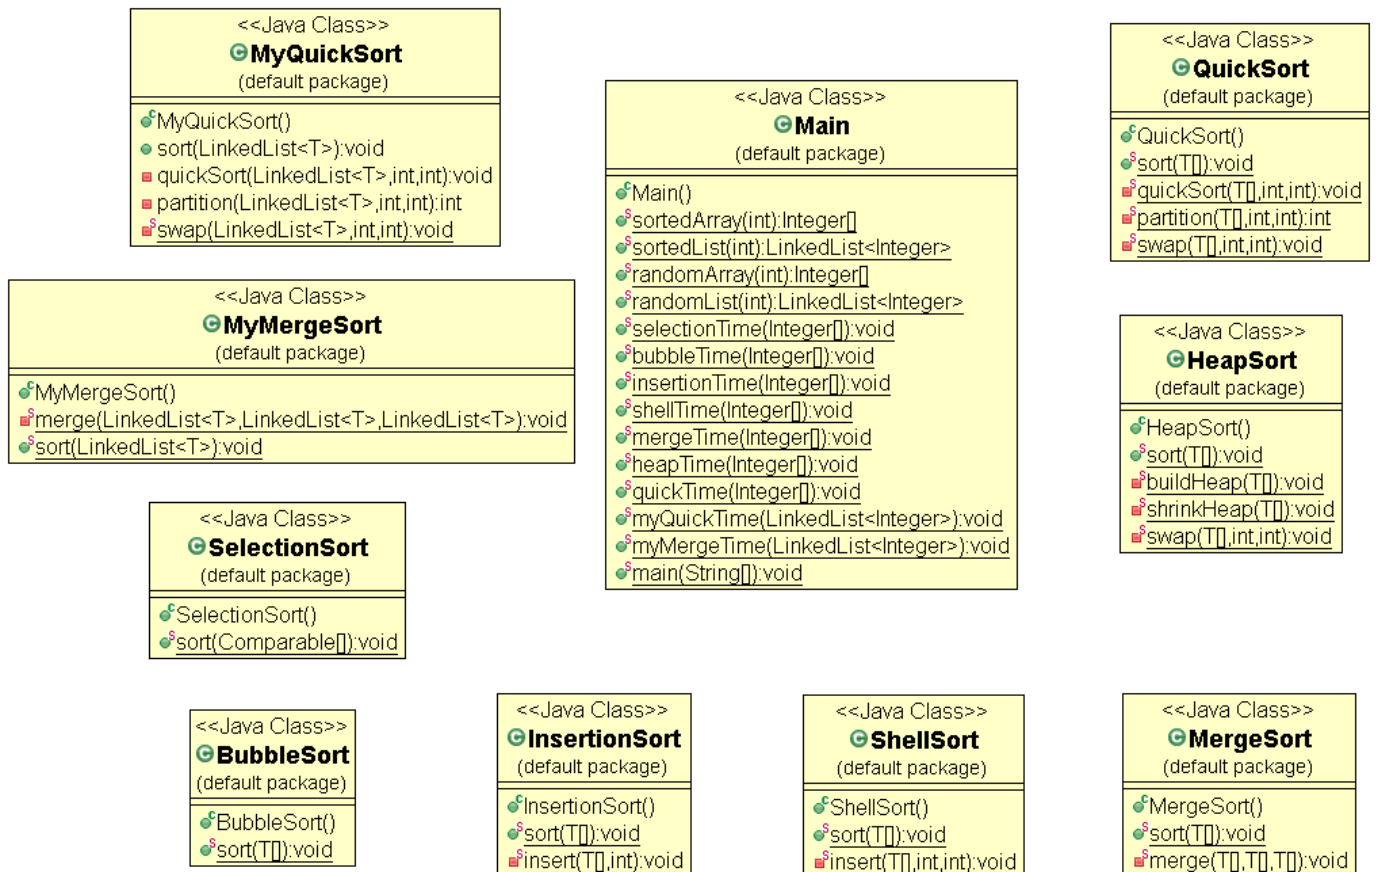 <<Java Class>>
MyQuickSort
(default package)
MyQuickSort()
sort(LinkedList<T>):void
quickSort(LinkedList<T>,int,int):void
partition(LinkedList<T>,int,int):int
swap(LinkedList<T>,int,int):void
<<Java Class>>
Main
(default package)
Main()
sortedArray(int):Integer[]
sortedList(int):LinkedList<Integer>
randomArray(int):Integer[]
randomList(int):LinkedList<Integer>
selectionTime(Integer[]):void
bubbleTime(Integer[]):void
insertionTime(Integer[]):void
shellTime(Integer[]):void
mergeTime(Integer[]):void
heapTime(Integer[]):void
quickTime(Integer[]):void
myQuickTime(LinkedList<Integer>):void
myMergeTime(LinkedList<Integer>):void
main(String[]):void
<<Java Class>>
QuickSort
(default package)
QuickSort()
sort(T[]):void
quickSort(T[],int,int):void
partition(T[],int,int):int
swap(T[],int,int):void
<<Java Class>>
MyMergeSort
(default package)
MyMergeSort()
merge(LinkedList<T>,LinkedList<T>,LinkedList<T>):void
sort(LinkedList<T>):void
<<Java Class>>
HeapSort
(default package)
HeapSort()
sort(T[]):void
buildHeap(T[]):void
shrinkHeap(T[]):void
swap(T[],int,int):void
<<Java Class>>
SelectionSort
(default package)
SelectionSort()
sort(Comparable[]):void
<<Java Class>>
BubbleSort
(default package)
BubbleSort()
sort(T[]):void
<<Java Class>>
InsertionSort
(default package)
InsertionSort()
sort(T[]):void
insert(T[],int):void
<<Java Class>>
ShellSort
(default package)
ShellSort()
sort(T[]):void
insert(T[],int,int):void
<<Java Class>>
MergeSort
(default package)
MergeSort()
sort(T[]):void
merge(T[],T[],T[]):void